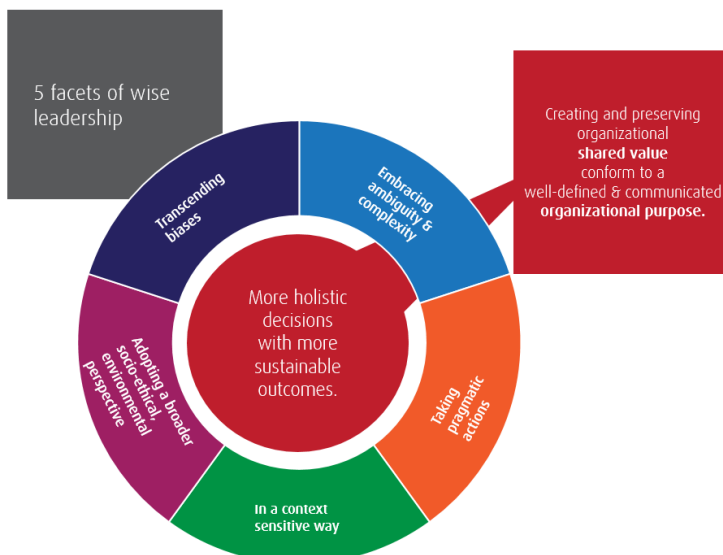 5 facets of wise
leadership
Creating and preserving
organizational
shared value
conform to a
well-defined & communicated
organizational purpose.
Transcending
biases
Embracing
ambiguity &
complexity
More holistic
decisions
with more
sustainable
outcomes.
Adopting a broader
socio-ethical,
environmental
perspective
Taking
pragmatic
actions
In a context
sensitive way